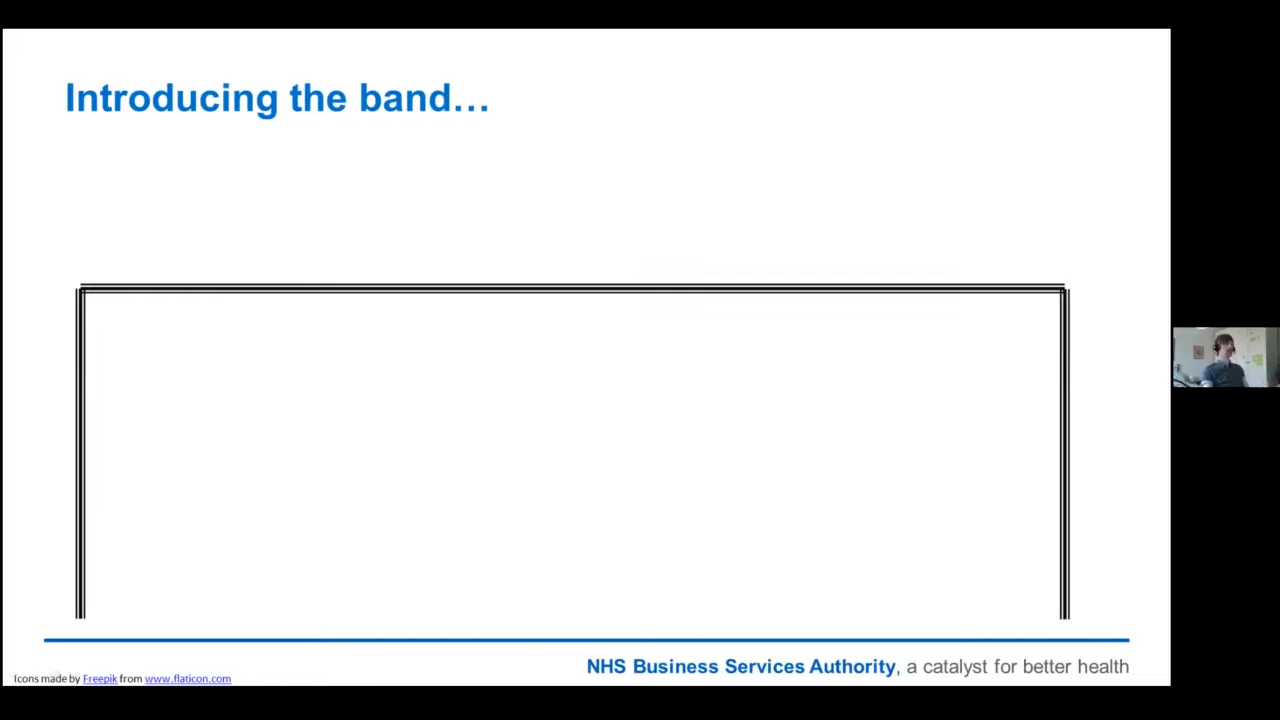 Introducing the band…
NHS Business Services Authority, a catalyst for better health
Icons made by Freepik from www.flaticon.com